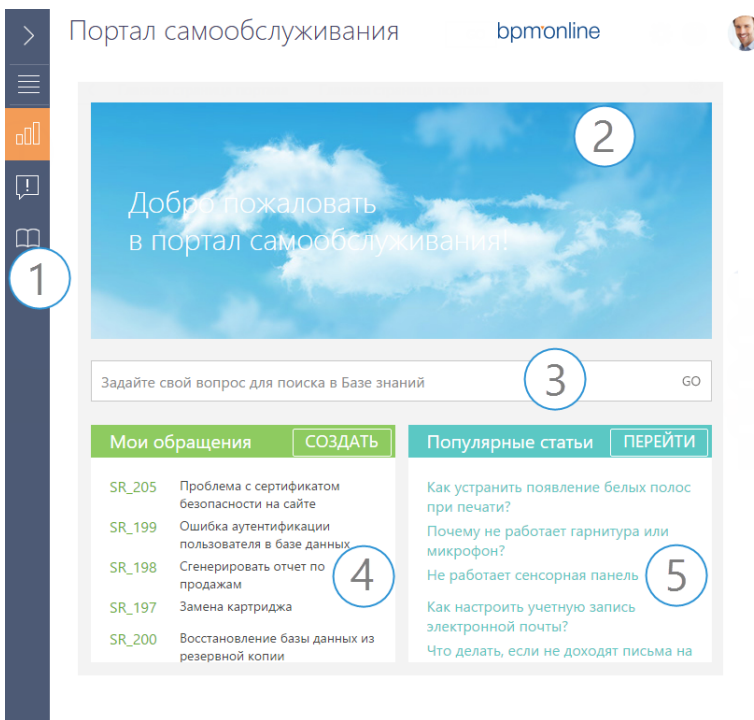 Портал самообслуживания
bpm'online
2
Добро пожаловать
в портал самообслуживания!
1
Задайте свой вопрос для поиска в Базе знаний
3
GO
Мои обращения
СОЗДАТЬ
SR_205 Проблема с сертификатом
безопасности на сайте
SR_199 Ошибка аутентификации
пользователя в базе данных
SR_198 Сгенерировать отчет по
продажам
4
SR_197 Замена картриджа
SR_200 Восстановление базы данных из
резервной копии
Популярные статьи
ПЕРЕЙТИ
Как устранить появление белых полос
при печати?
Почему не работает гарнитура или
микрофон?
Не работает сенсорная панель
5
Как настроить учетную запись
электронной почты?
Что делать, если не доходят письма на